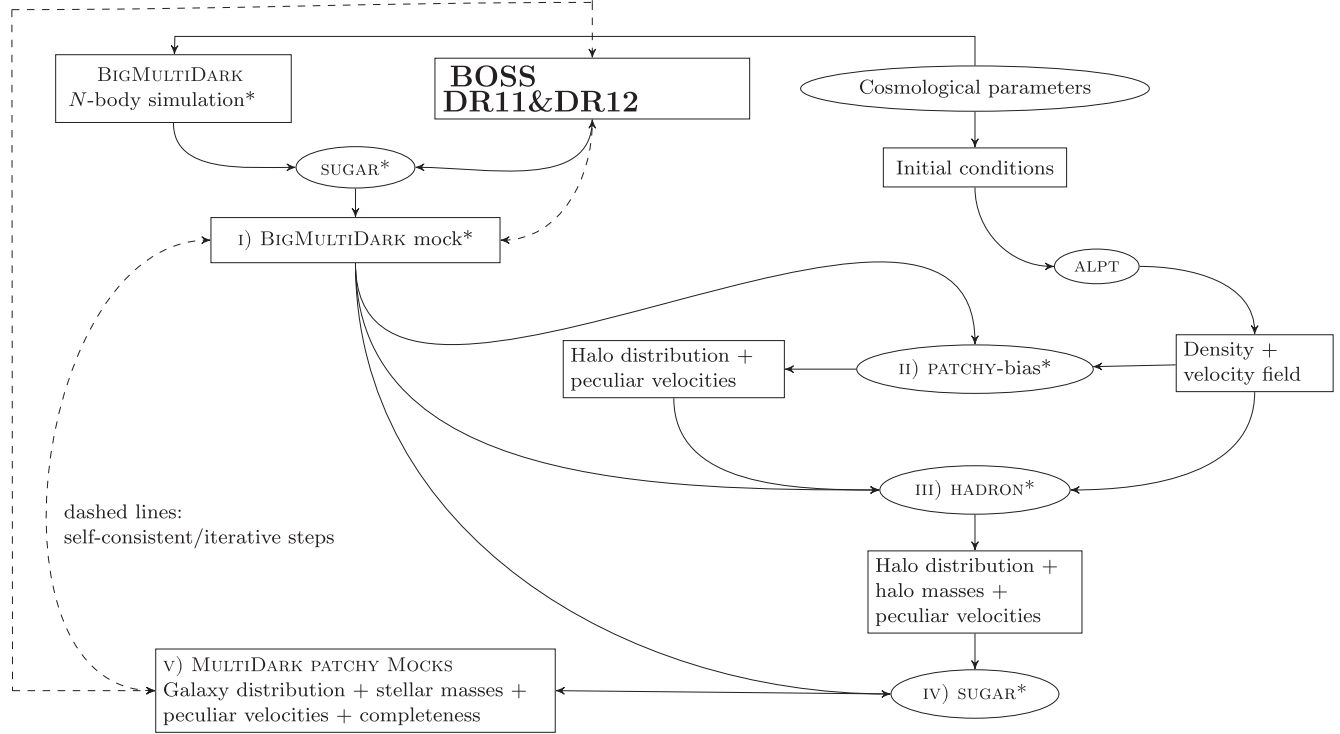 BIGMULTIDARK
N-body simulation*
BOSS
DR11&DR12
Cosmological parameters
SUGAR*
Initial conditions
I) BIGMULTIDARK mock*
ALPT
Halo distribution +
peculiar velocities
II) PATCHY-bias*
Density +
velocity field
III) HADRON*
dashed lines:
self-consistent/iterative steps
Halo distribution +
halo masses +
peculiar velocities
V) MULTIDARK PATCHY MOCKS
Galaxy distribution + stellar masses +
peculiar velocities + completeness
IV) SUGAR*